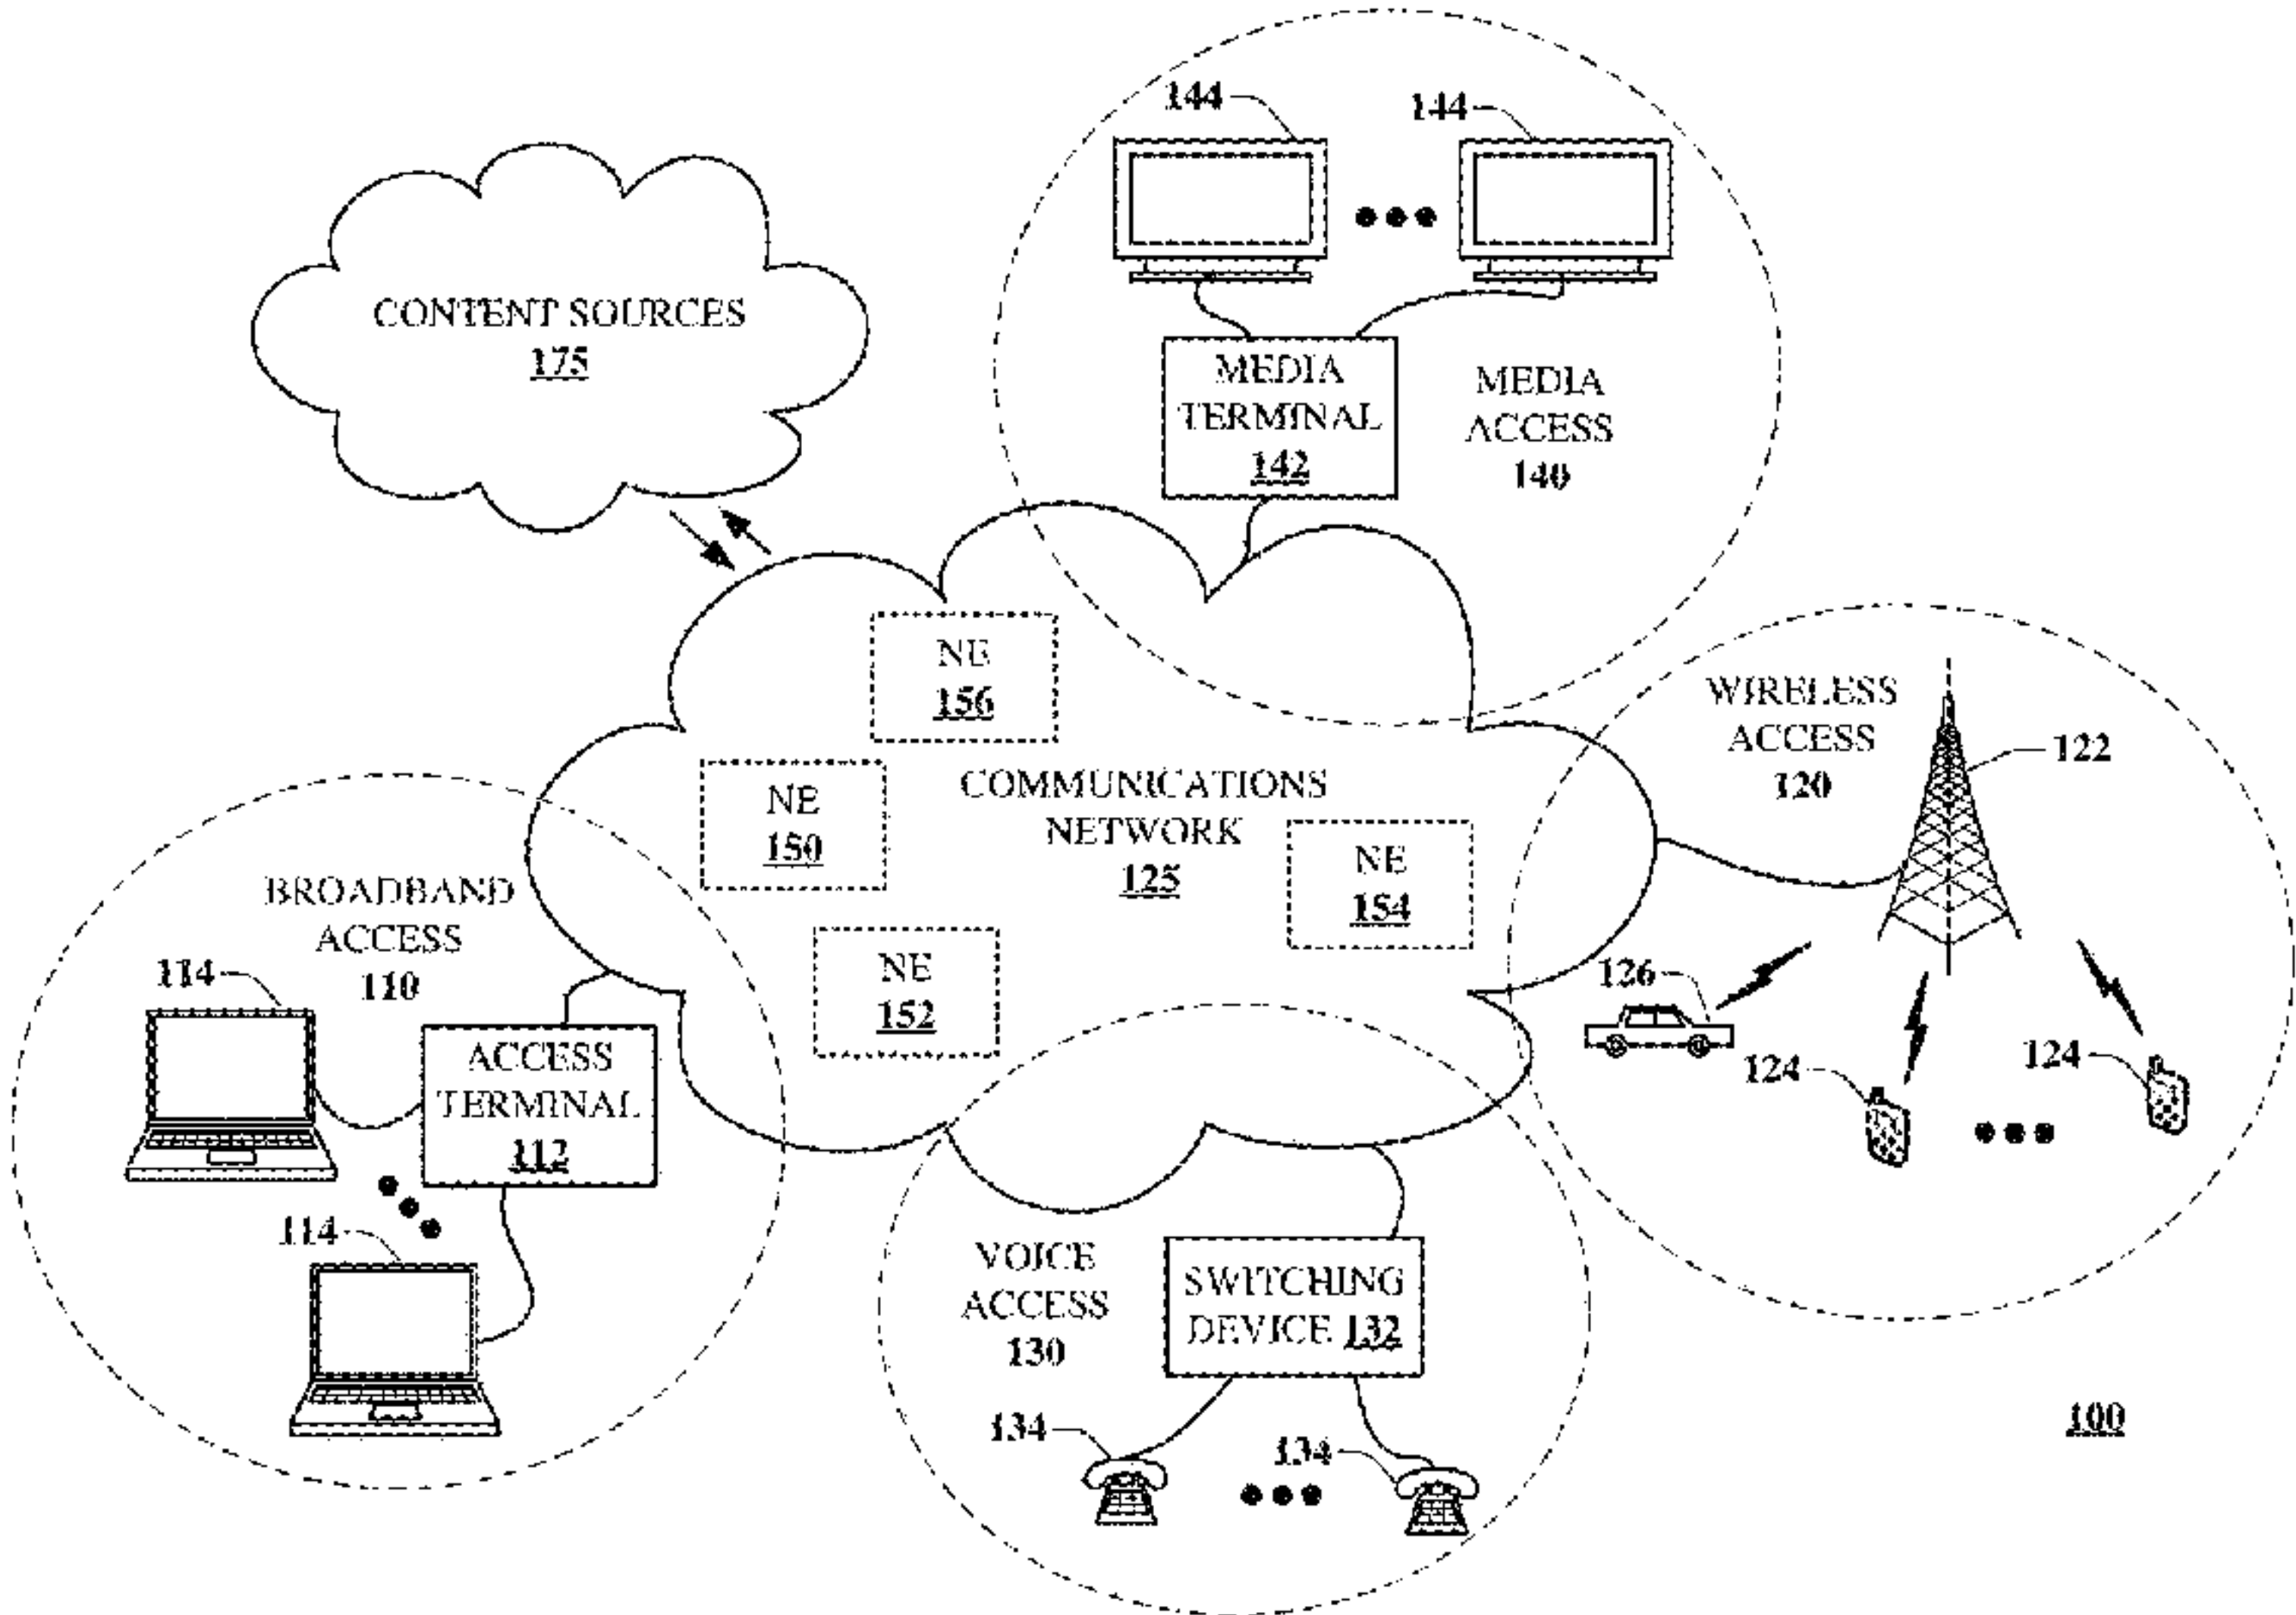 144
144
CONTENT SOURCES
175
MEDIA
TERMINAL
142
MEDIA
ACCESS
140
NE
156
WIRELESS
ACCESS
120
122
NE
150
COMMUNICATIONS
NETWORK
125
NE
154
BROADBAND
ACCESS
110
114
NE
152
126
124
124
ACCESS
TERMINAL
112
114
VOICE
ACCESS
130
SWITCHING
DEVICE 132
134
134
100